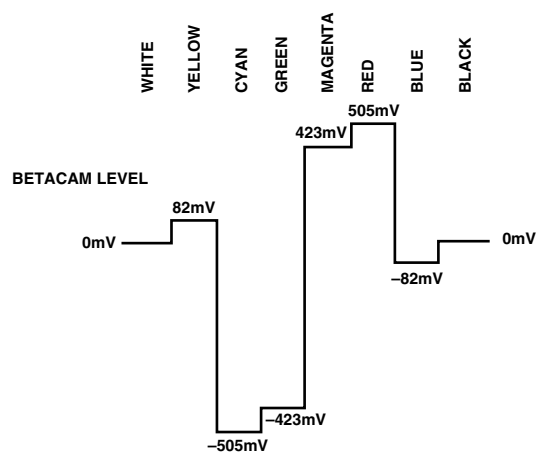 WHITE
YELLOW
CYAN
GREEN
MAGENTA
RED
BLUE
BLACK
505mV
423mV
BETACAM LEVEL
82mV
0mV
0mV
–82mV
–423mV
–505mV